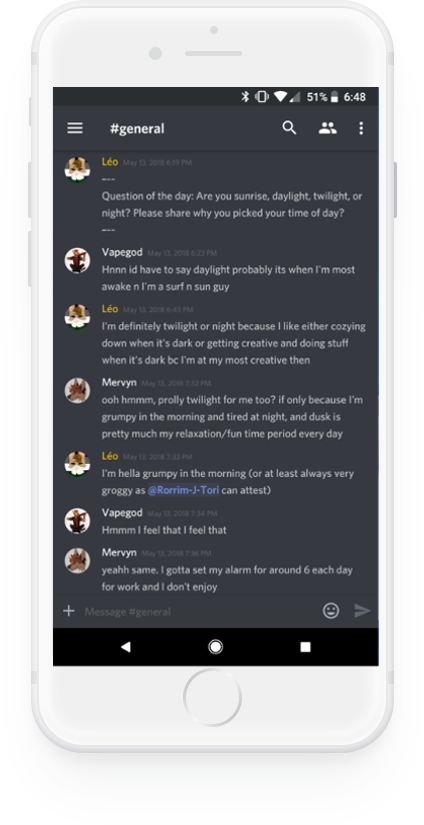 51% 6:48
#general
Léo May 13, 2018 6:19 PM
---
Question of the day: Are you sunrise, daylight, twilight, or
night? Please share why you picked your time of day?
---
Vapegod May 13, 2018 6:23 PM
Hnnn id have to say daylight probably its when I'm most
awake n I'm a surf n sun guy
Léo May 13, 2018 6:43 PM
I'm definitely twilight or night because I like either cozying
down when it's dark or getting creative and doing stuff
when it's dark bc I'm at my most creative then
Mervyn May 13, 2018 7:32 PM
ooh hmmm, prolly twilight for me too? if only because I'm
grumpy in the morning and tired at night, and dusk is
pretty much my relaxation/fun time period every day
Léo May 13, 2018 7:33 PM
I'm hella grumpy in the morning (or at least always very
groggy as @Rorrim-J-Tori can attest)
Vapegod May 13, 2018 7:34 PM
Hmmm I feel that I feel that
Mervyn May 13, 2018 7:36 PM
yeahh same. I gotta set my alarm for around 6 each day
for work and I don't enjoy
Message #general